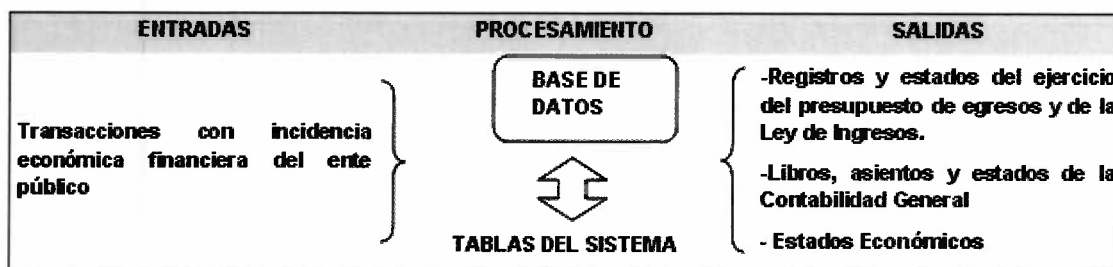 ENTRADAS
PROCESAMIENTO
SALIDAS
Transacciones con incidencia
económica financiera del ente
público
BASE DE
DATOS
TABLAS DEL SISTEMA
-Registros y estados del ejercicio
del presupuesto de egresos y de la
Ley de Ingresos.
-Libros, asientos y estados de la
Contabilidad General
- Estados Económicos